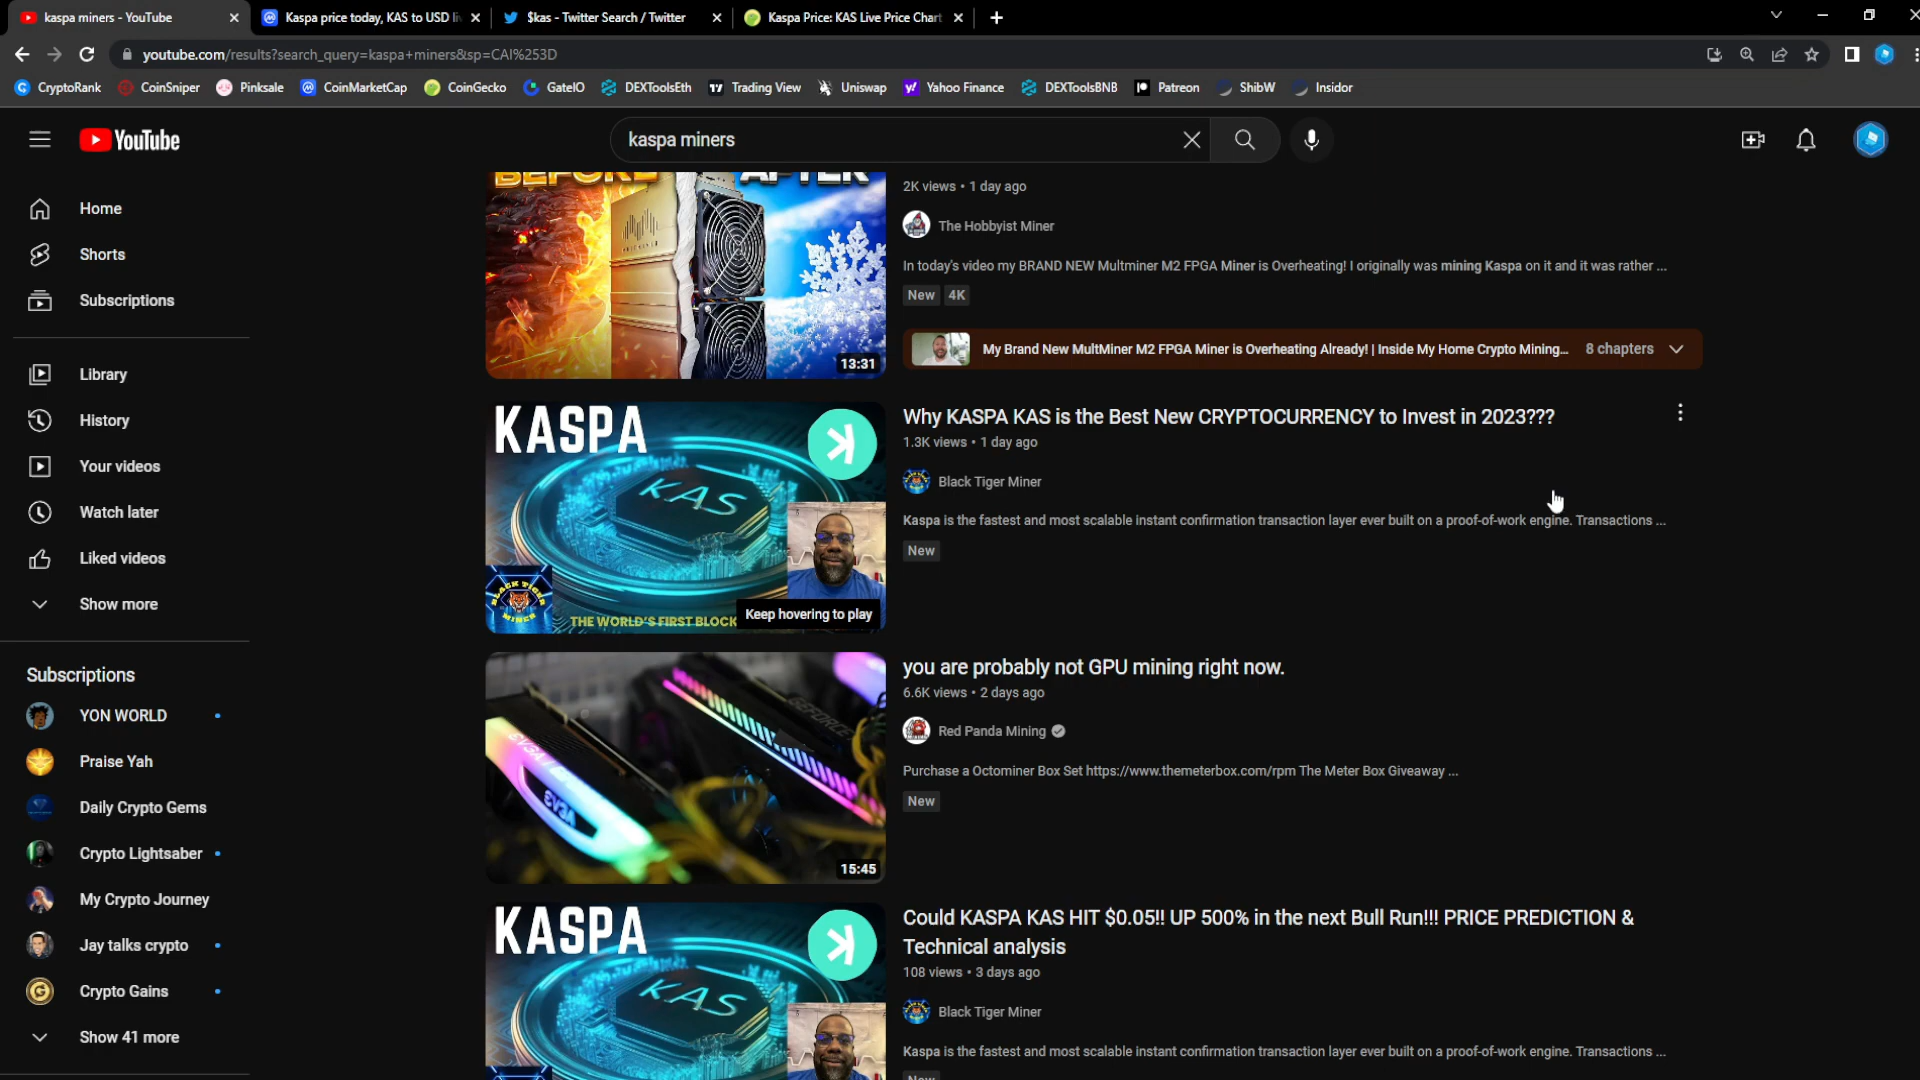 kaspa miners - YouTube
Kaspa price today, KAS to USD li
$kas - Twitter Search / Twitter
Kaspa Price: KAS Live Price Chart
youtube.com/results?search_query=kaspa+miners&sp=CAI%253D
CryptoRank
CoinSniper
Pinksale
CoinMarketCap
CoinGecko
GateIO
DEXToolsEth
Trading View
Uniswap
Yahoo Finance
DEXToolsBNB
Patreon
ShibW
Insidor
YouTube
kaspa miners
Home
Shorts
Subscriptions
Library
History
Your videos
Watch later
Liked videos
Show more
Subscriptions
YON WORLD
Praise Yah
Daily Crypto Gems
Crypto Lightsaber
My Crypto Journey
Jay talks crypto
Crypto Gains
Show 41 more
BEFORE AFTER
13:31
2K views • 1 day ago
The Hobbyist Miner
In today's video my BRAND NEW Multminer M2 FPGA Miner is Overheating! I originally was mining Kaspa on it and it was rather ...
New 4K
My Brand New MultMiner M2 FPGA Miner is Overheating Already! | Inside My Home Crypto Mining... 8 chapters
KASPA
KAS
BLACK TIGER
MINER
THE WORLD'S FIRST BLOCK
Keep hovering to play
Why KASPA KAS is the Best New CRYPTOCURRENCY to Invest in 2023???
1.3K views • 1 day ago
Black Tiger Miner
Kaspa is the fastest and most scalable instant confirmation transaction layer ever built on a proof-of-work engine. Transactions ...
New
GEFORCE
EVGA
EVGA
15:45
you are probably not GPU mining right now.
6.6K views • 2 days ago
Red Panda Mining
Purchase a Octominer Box Set https://www.themeterbox.com/rpm The Meter Box Giveaway ...
New
KASPA
KAS
Could KASPA KAS HIT $0.05!! UP 500% in the next Bull Run!!! PRICE PREDICTION &
Technical analysis
108 views • 3 days ago
Black Tiger Miner
Kaspa is the fastest and most scalable instant confirmation transaction layer ever built on a proof-of-work engine. Transactions ...
New